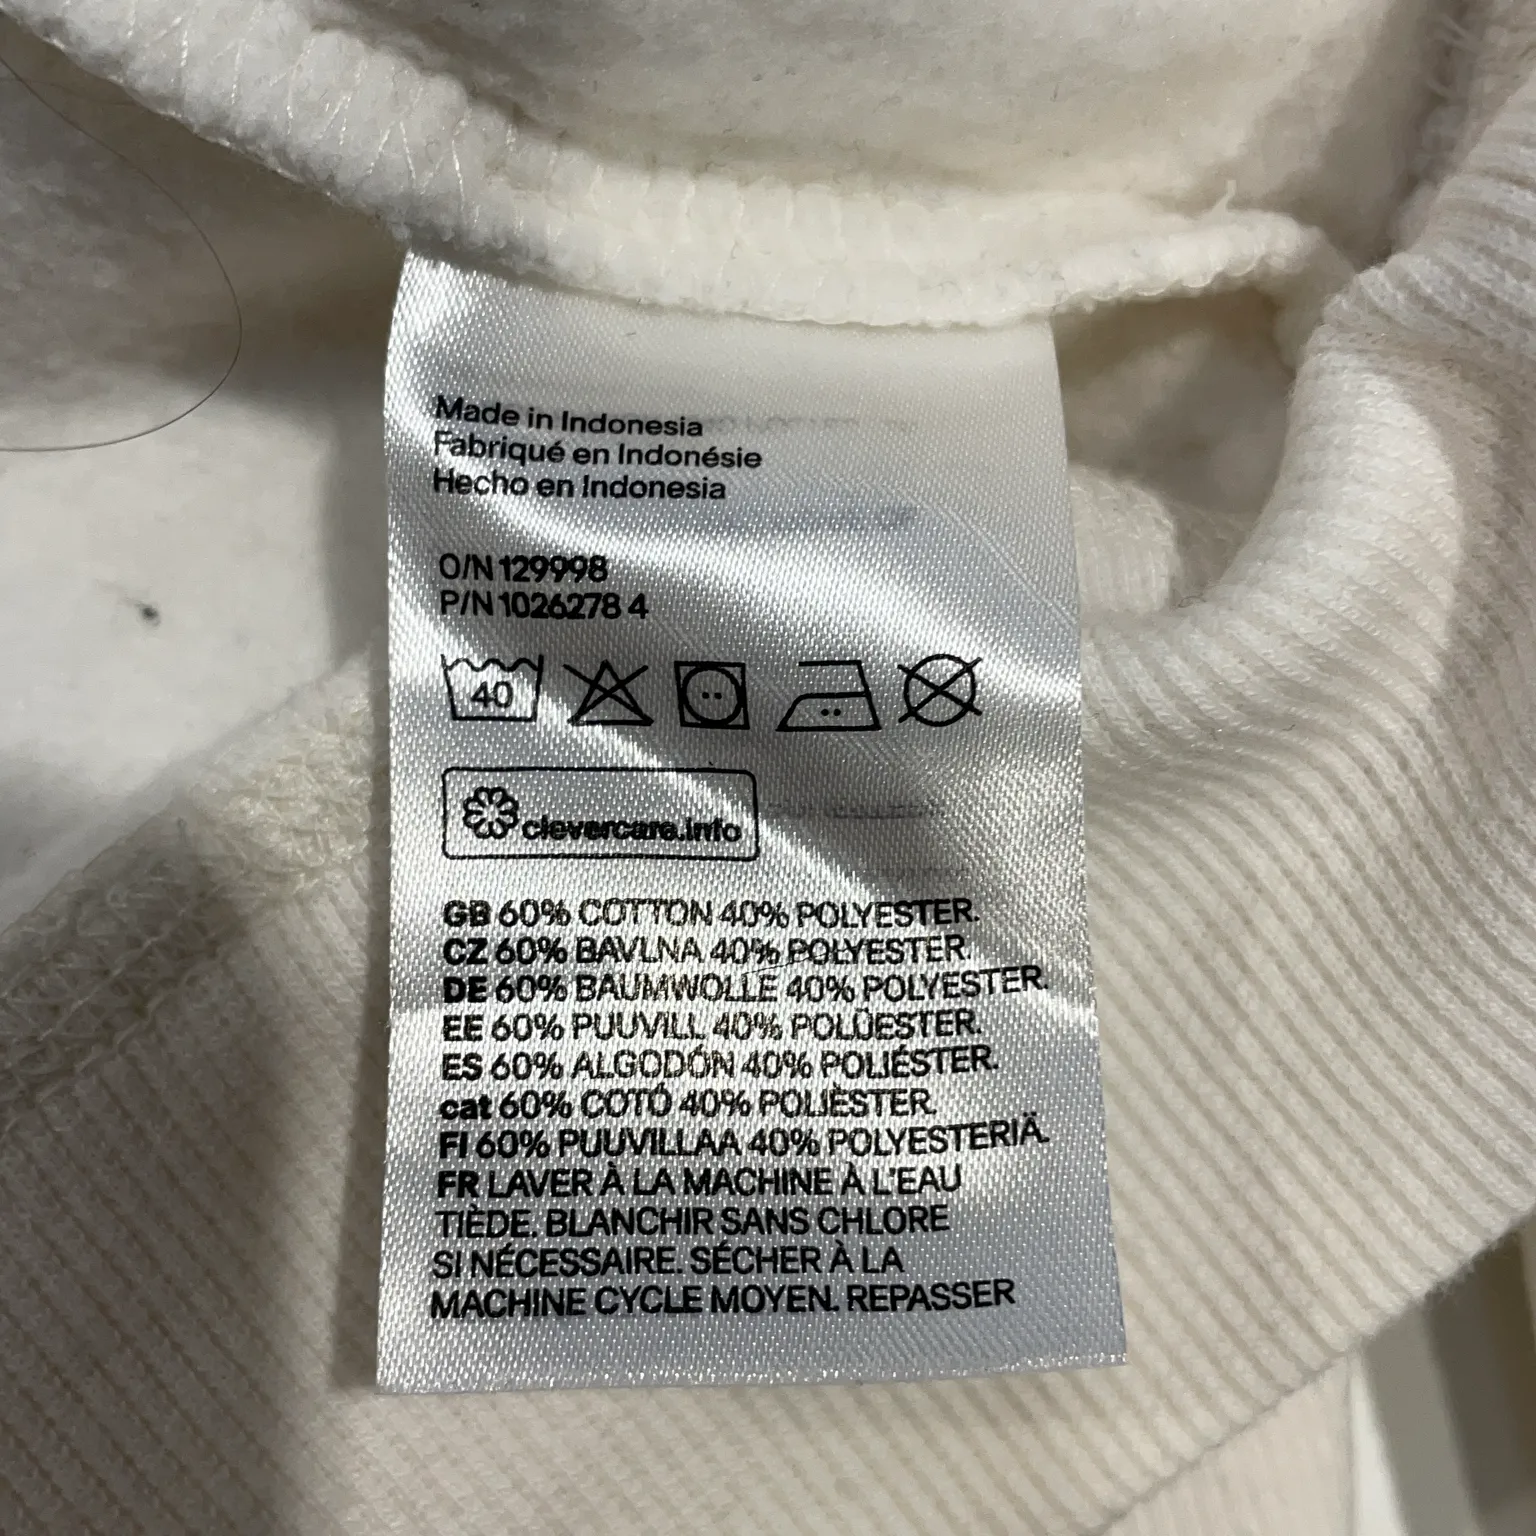 Made in Indonesia
Fabriqué en Indonésie
Hecho en Indonesia
O/N 129998
P/N 1026278 4
40
clevercare.info
GB 60% COTTON 40% POLYESTER.
CZ 60% BAVLNA 40% POLYESTER.
DE 60% BAUMWOLLE 40% POLYESTER.
EE 60% PUUVILL 40% POLÜESTER.
ES 60% ALGODÓN 40% POLIÉSTER.
cat 60% COTÓ 40% POLIÈSTER.
FI 60% PUUVILLAA 40% POLYESTERIÄ.
FR LAVER À LA MACHINE À L'EAU
TIÈDE. BLANCHIR SANS CHLORE
SI NÉCESSAIRE. SÉCHER À LA
MACHINE CYCLE MOYEN. REPASSER